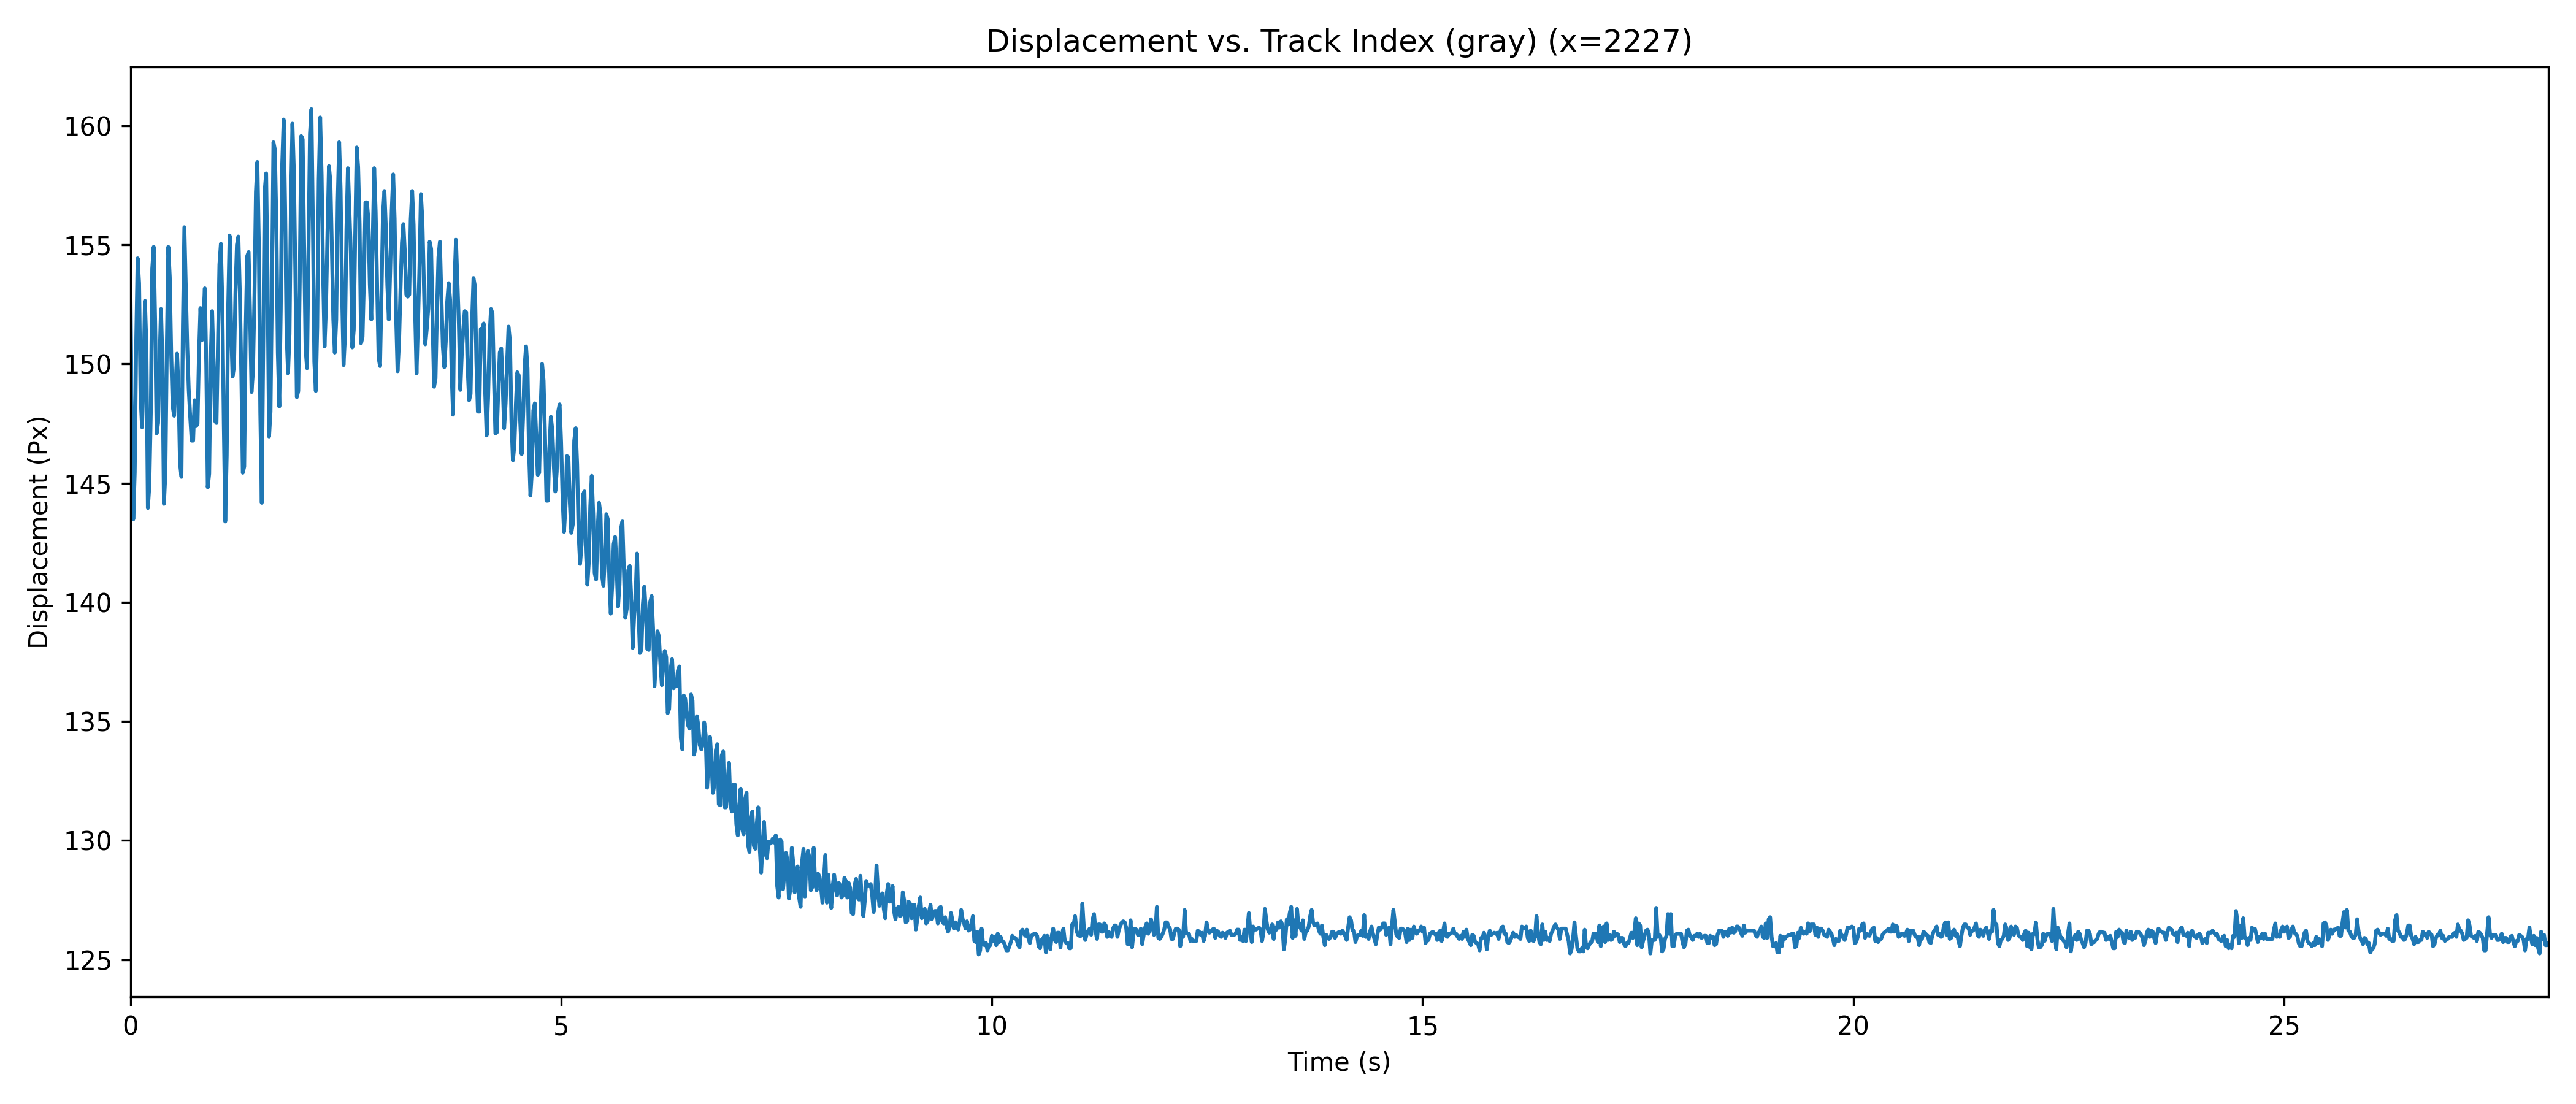 Displacement vs. Track Index (gray) (x=2227)
Displacement (Px)
160
155
150
145
140
135
130
125
0 5 10 15 20 25
Time (s)